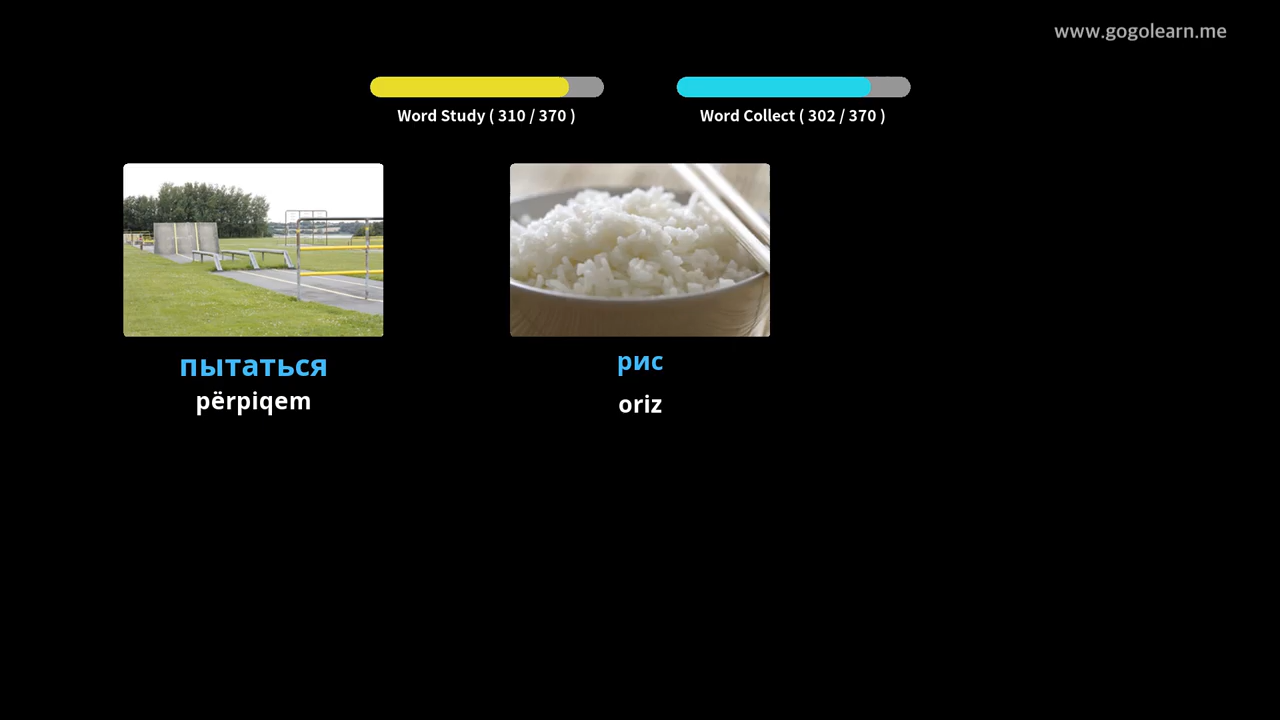 www.gogolearn.me
Word Study ( 310 / 370 )
Word Collect ( 302 / 370 )
пытаться
përpiqem
рис
oriz